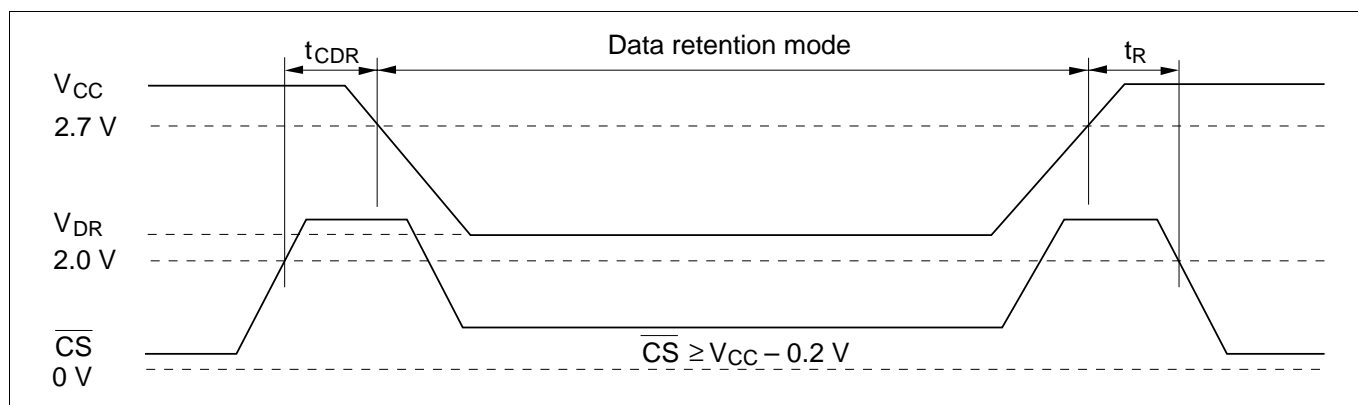 tCDR
Data retention mode
tR
VCC
2.7 V
VDR
2.0 V
CS
CS ≥ VCC – 0.2 V
0 V